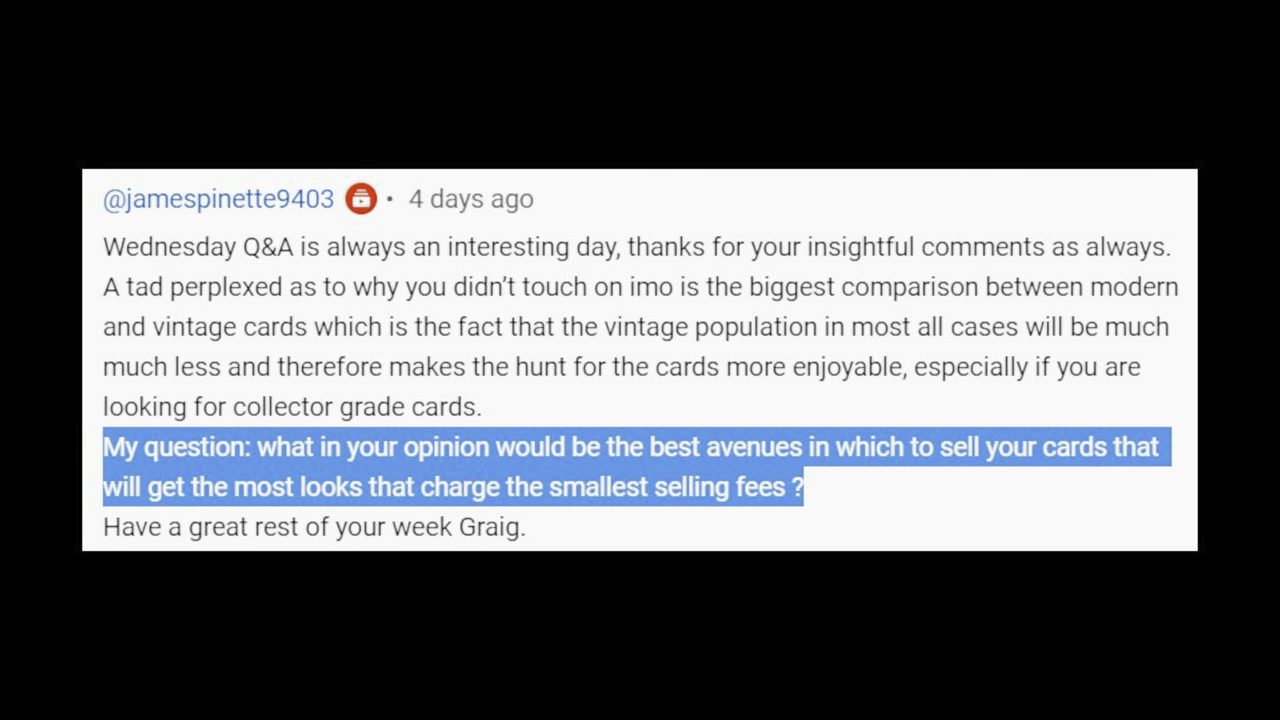 @jamespinette9403 • 4 days ago
Wednesday Q&A is always an interesting day, thanks for your insightful comments as always.
A tad perplexed as to why you didn’t touch on imo is the biggest comparison between modern
and vintage cards which is the fact that the vintage population in most all cases will be much
much less and therefore makes the hunt for the cards more enjoyable, especially if you are
looking for collector grade cards.
My question: what in your opinion would be the best avenues in which to sell your cards that
will get the most looks that charge the smallest selling fees ?
Have a great rest of your week Graig.